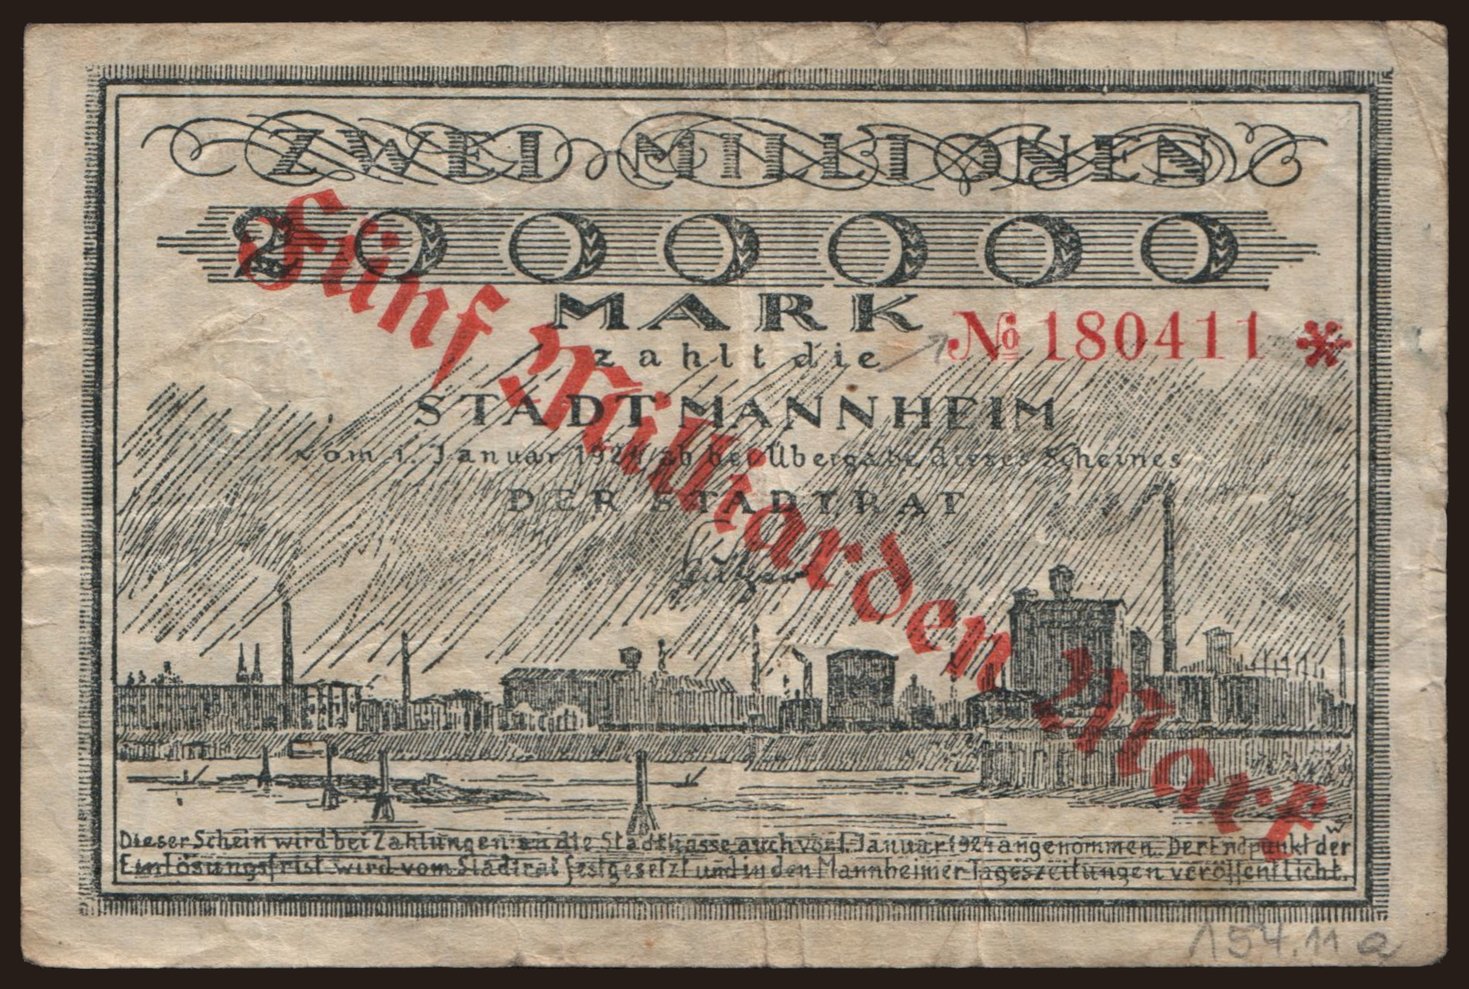 ZWEI MILLIONEN
2000000
MARK
№ 180411 *
zahlt die
STADT MANNHEIM
vom 1. Januar 1924 ab bei Übergabe dieses Scheines
DER STADTRAT
Fünf Milliarden Mark
Dieser Schein wird bei Zahlungen an die Stadtkasse auch vor 1. Januar 1924 angenommen. Der Endpunkt der
Einlösungsfrist wird vom Stadtrat festgesetzt und in den Mannheimer Tageszeitungen veröffentlicht.
154.11 a